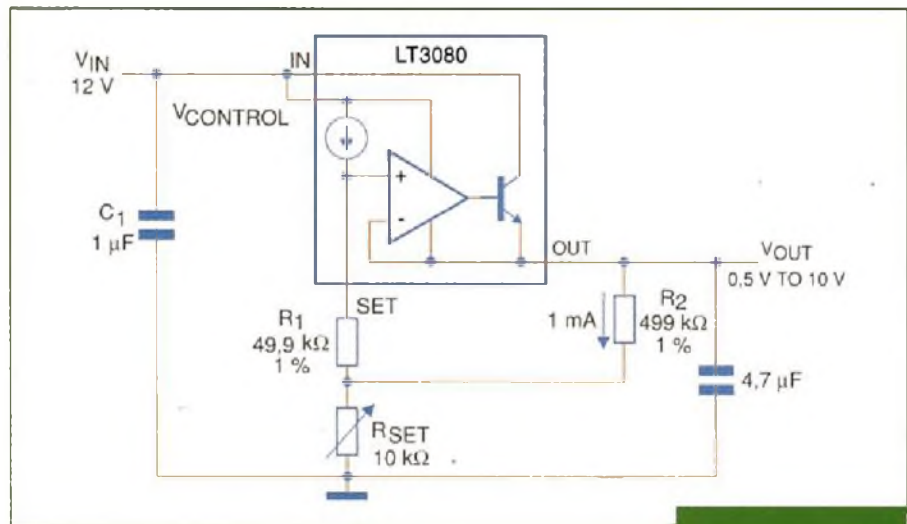 LT3080
VIN
12 V
IN
VCONTROL
C1
1 µF
+
-
OUT
VOUT
0,5 V TO 10 V
SET
R1
49,9 kΩ
1 %
1 mA
R2
499 kΩ
1 %
4,7 µF
RSET
10 kΩ